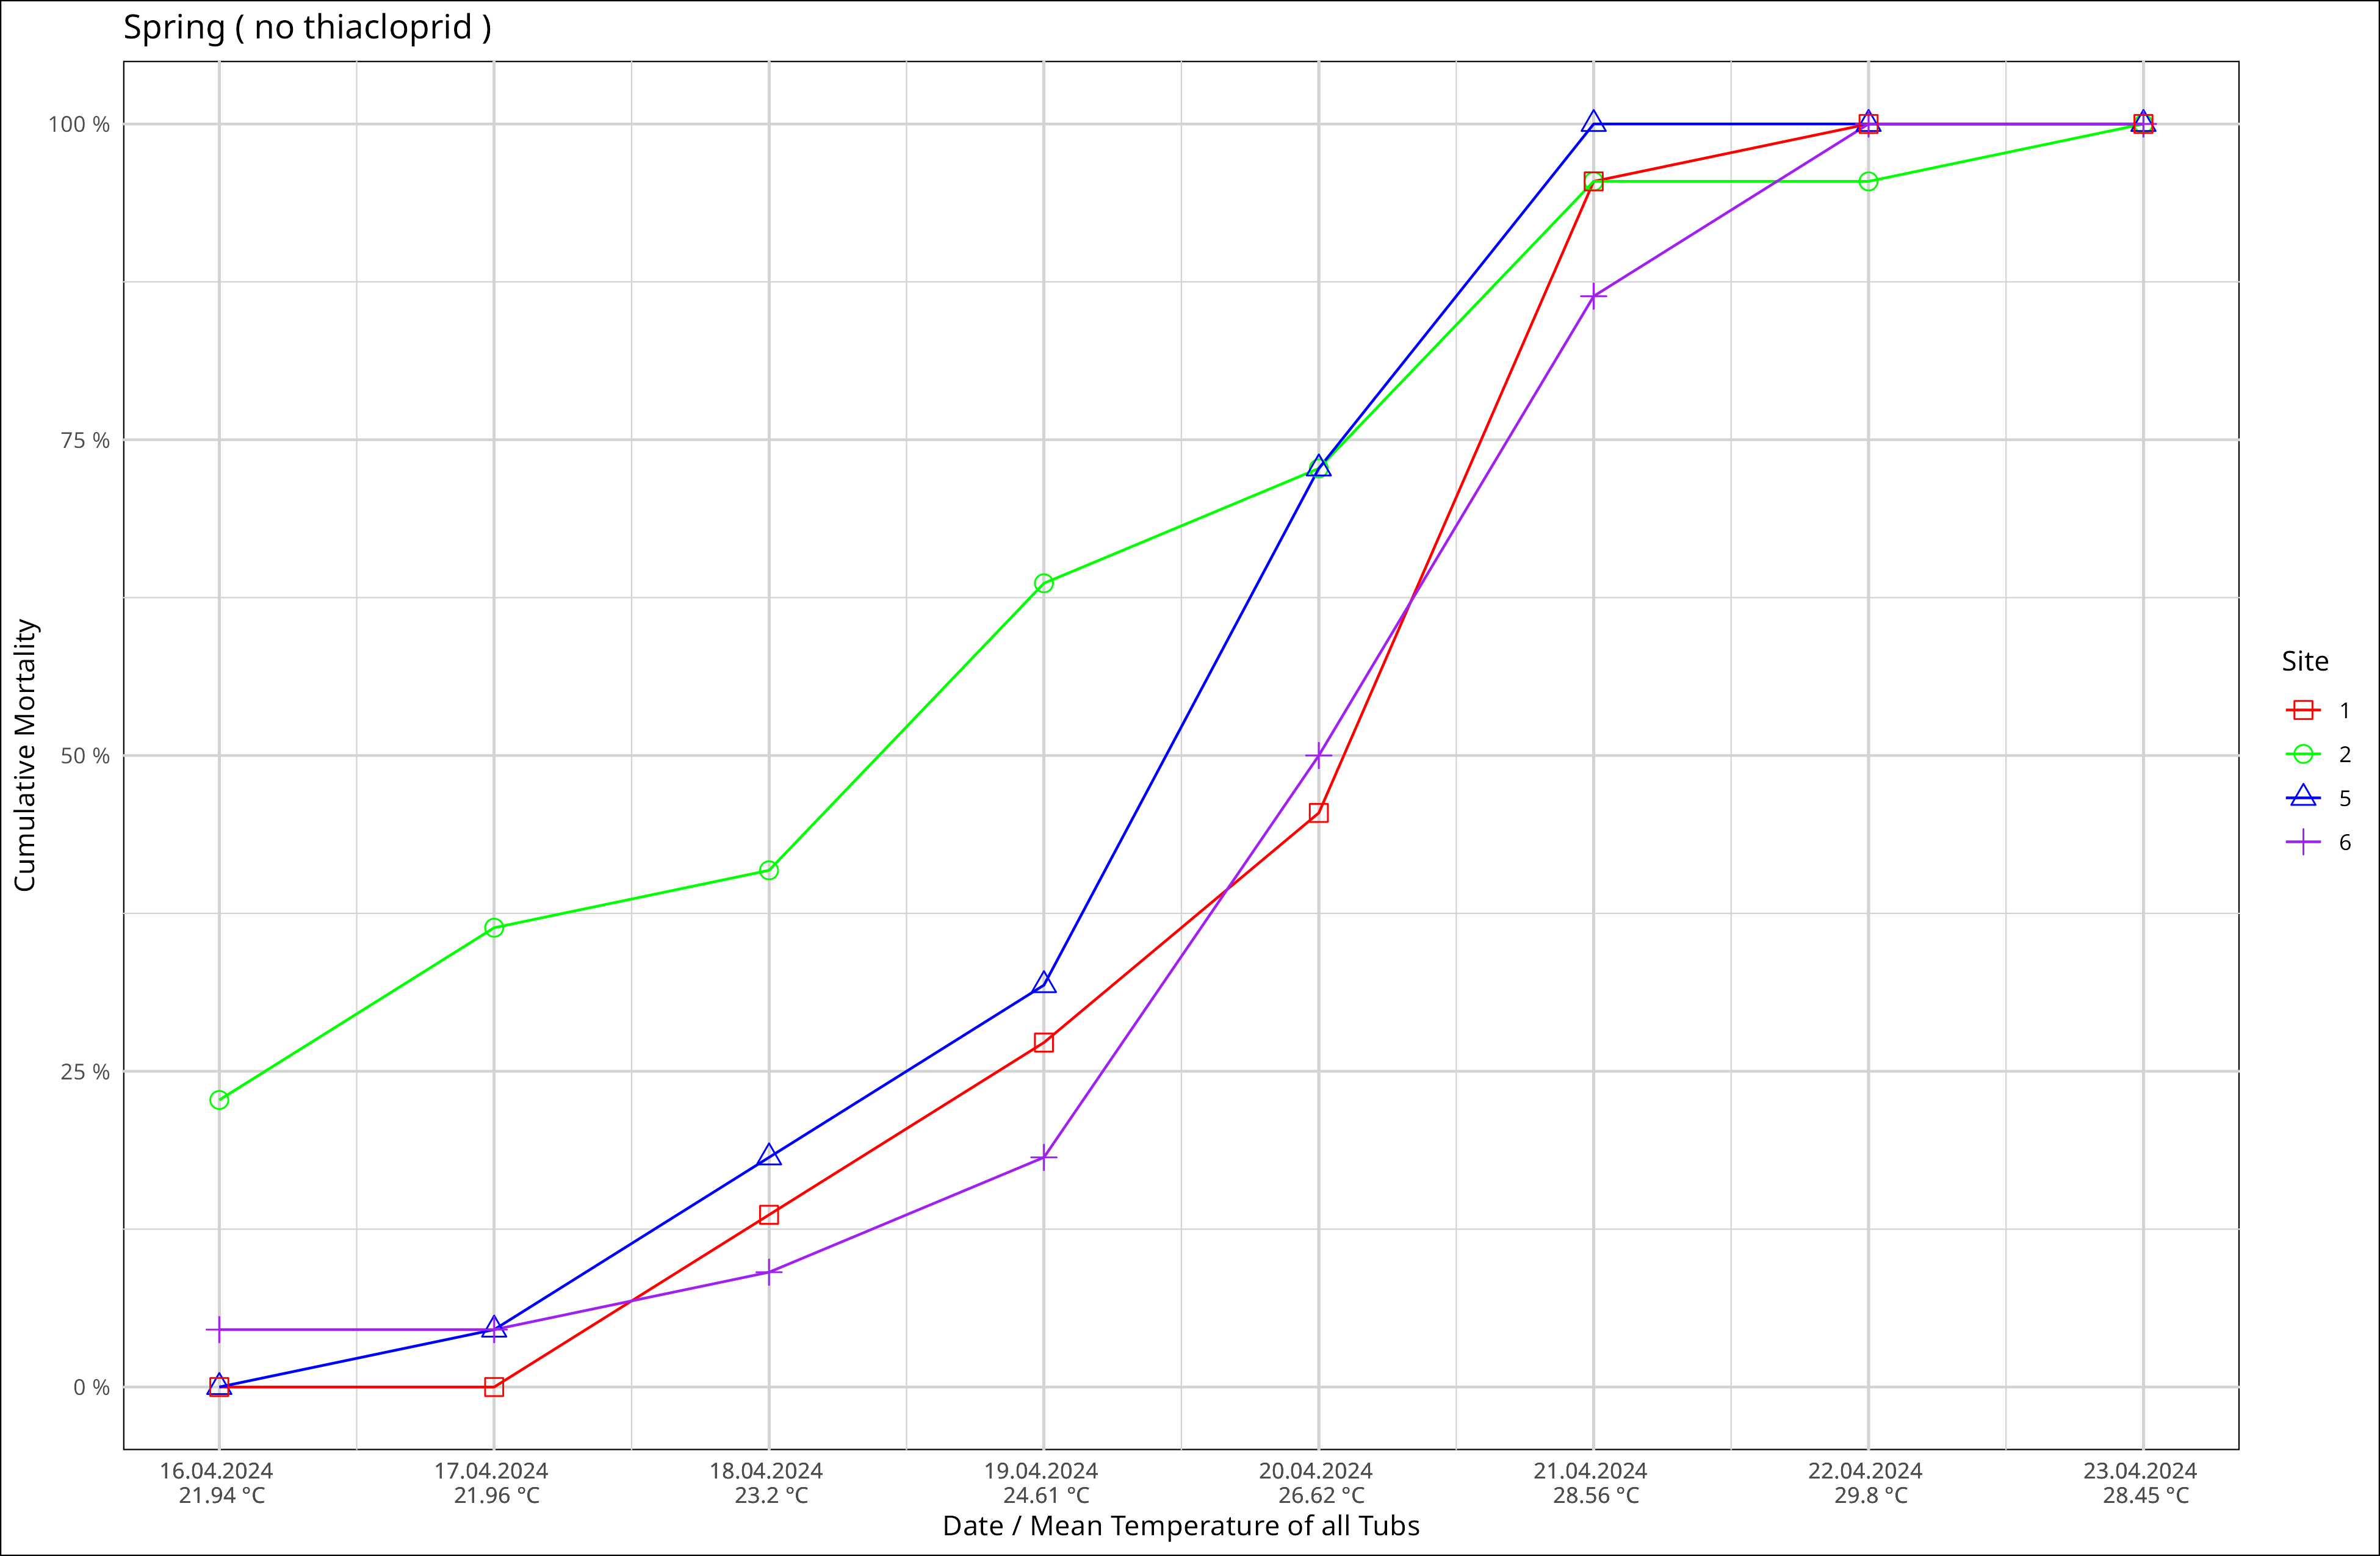 Spring ( no thiacloprid )
100 %
75 %
50 %
25 %
0 %
Cumulative Mortality
16.04.2024 17.04.2024 18.04.2024 19.04.2024 20.04.2024 21.04.2024 22.04.2024 23.04.2024
21.94 °C 21.96 °C 23.2 °C 24.61 °C 26.62 °C 28.56 °C 29.8 °C 28.45 °C
Date / Mean Temperature of all Tubs
Site
1
2
5
6